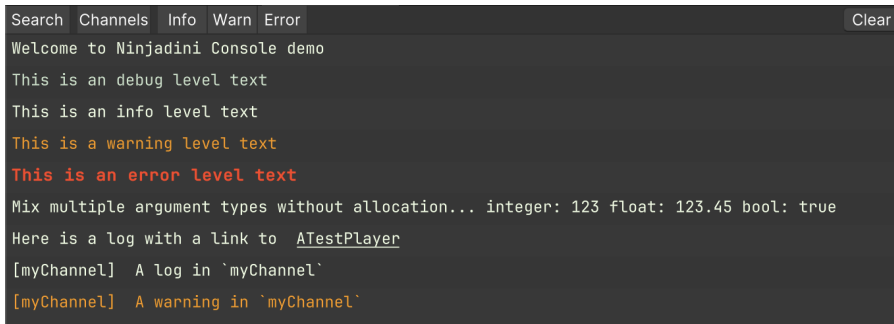 Search Channels Info Warn Error Clear
Welcome to Ninjadini Console demo
This is an debug level text
This is an info level text
This is a warning level text
This is an error level text
Mix multiple argument types without allocation... integer: 123 float: 123.45 bool: true
Here is a log with a link to ATestPlayer
[myChannel] A log in `myChannel`
[myChannel] A warning in `myChannel`